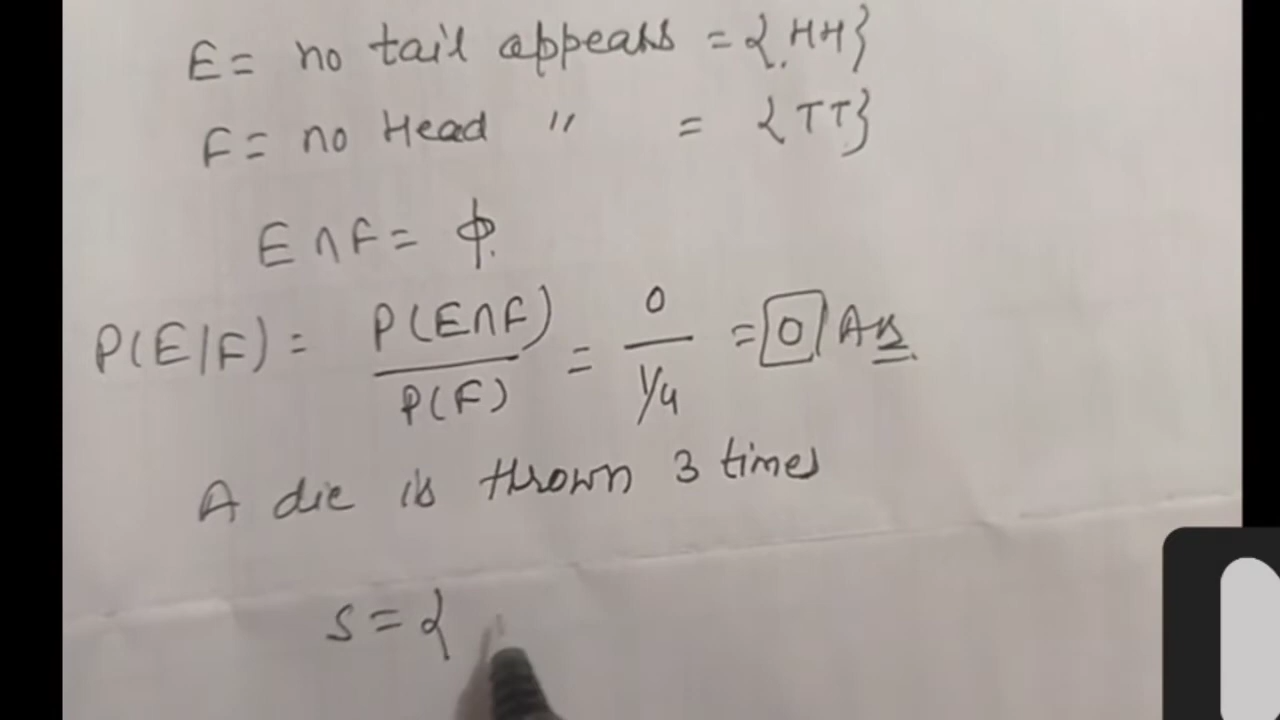 E = no tail appears = {HH}
F = no Head " = {TT}
E ∩ F = ϕ.
P(E/F) = P(E∩F)/P(F) = 0/1/4 = 0 Ans
A die is thrown 3 times
S = {